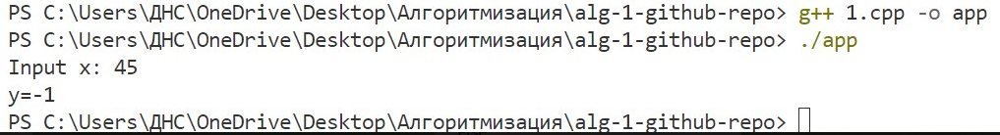 PS C:\Users\ДНС\OneDrive\Desktop\Алгоритмизация\alg-1-github-repo> g++ 1.cpp -o app
PS C:\Users\ДНС\OneDrive\Desktop\Алгоритмизация\alg-1-github-repo> ./app
Input x: 45
y=-1
PS C:\Users\ДНС\OneDrive\Desktop\Алгоритмизация\alg-1-github-repo>